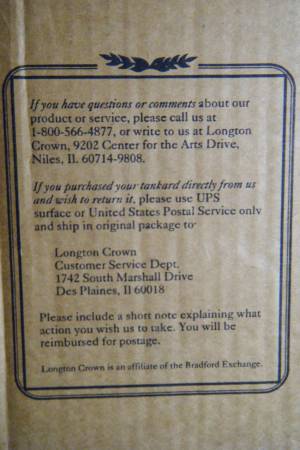 If you have questions or comments about our
product or service, please call us at
1-800-566-4877, or write to us at Longton
Crown, 9202 Center for the Arts Drive,
Niles, Il. 60714-9808.
If you purchased your tankard directly from us
and wish to return it, please use UPS
surface or United States Postal Service only
and ship in original package to
Longton Crown
Customer Service Dept.
1742 South Marshall Drive
Des Plaines, Il 60018
Please include a short note explaining what
action you wish us to take. You will be
reimbursed for postage.
Longton Crown is an affiliate of the Bradford Exchange.